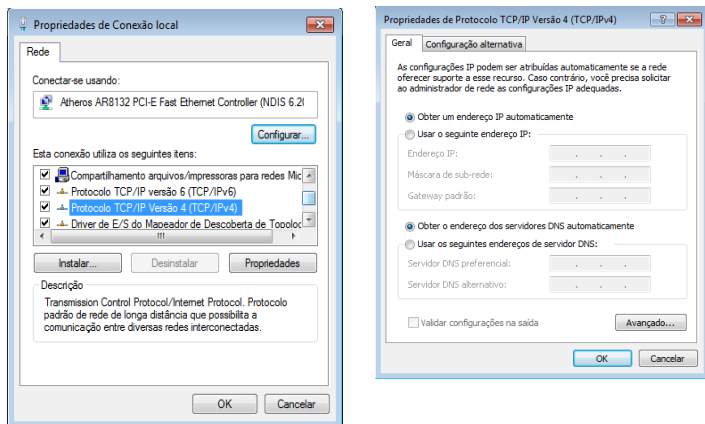 Propriedades de Conexão local
Rede
Conectar-se usando:
Atheros AR8132 PCI-E Fast Ethernet Controller (NDIS 6.2(
Configurar...
Esta conexão utiliza os seguintes itens:
Compartilhamento arquivos/impressoras para redes Mic
Protocolo TCP/IP versão 6 (TCP/IPv6)
Protocolo TCP/IP Versão 4 (TCP/IPv4)
Driver de E/S do Mapeador de Descoberta de Topoloc
Instalar...
Desinstalar
Propriedades
Descrição
Transmission Control Protocol/Internet Protocol. Protocolo
padrão de rede de longa distância que possibilita a
comunicação entre diversas redes interconectadas.
OK
Cancelar
Propriedades de Protocolo TCP/IP Versão 4 (TCP/IPv4)
Geral
Configuração alternativa
As configurações IP podem ser atribuídas automaticamente se a rede
oferecer suporte a esse recurso. Caso contrário, você precisa solicitar
ao administrador de rede as configurações IP adequadas.
Obter um endereço IP automaticamente
Usar o seguinte endereço IP:
Endereço IP:
Máscara de sub-rede:
Gateway padrão:
Obter o endereço dos servidores DNS automaticamente
Usar os seguintes endereços de servidor DNS:
Servidor DNS preferencial:
Servidor DNS alternativo:
Validar configurações na saída
Avançado...
OK
Cancelar